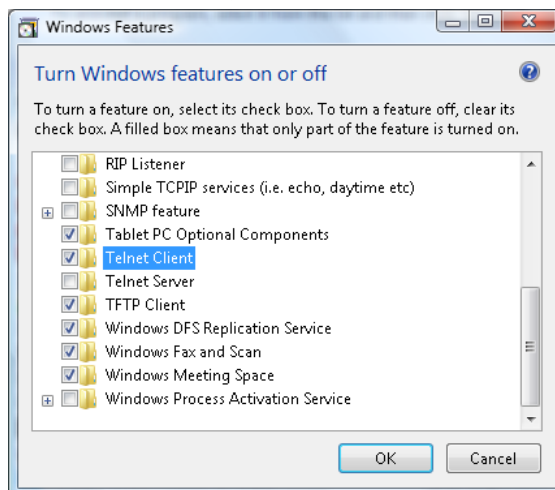 Windows Features
Turn Windows features on or off
To turn a feature on, select its check box. To turn a feature off, clear its
check box. A filled box means that only part of the feature is turned on.
RIP Listener
Simple TCPIP services (i.e. echo, daytime etc)
SNMP feature
Tablet PC Optional Components
Telnet Client
Telnet Server
TFTP Client
Windows DFS Replication Service
Windows Fax and Scan
Windows Meeting Space
Windows Process Activation Service
OK Cancel